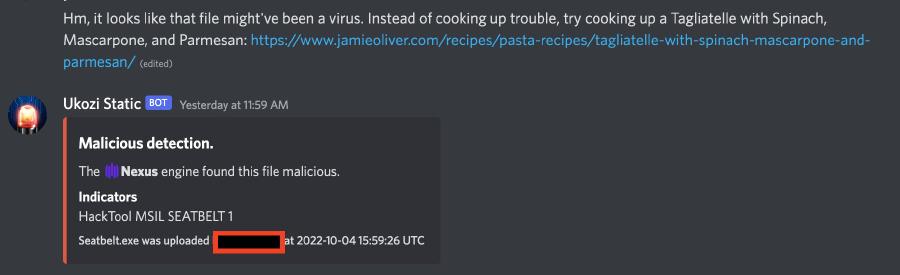 Hm, it looks like that file might've been a virus. Instead of cooking up trouble, try cooking up a Tagliatelle with Spinach,
Mascarpone, and Parmesan: https://www.jamieoliver.com/recipes/pasta-recipes/tagliatelle-with-spinach-mascarpone-and-
parmesan/ (edited)
Ukozi Static BOT Yesterday at 11:59 AM
Malicious detection.
The Nexus engine found this file malicious.
Indicators
HackTool MSIL SEATBELT 1
Seatbelt.exe was uploaded at 2022-10-04 15:59:26 UTC